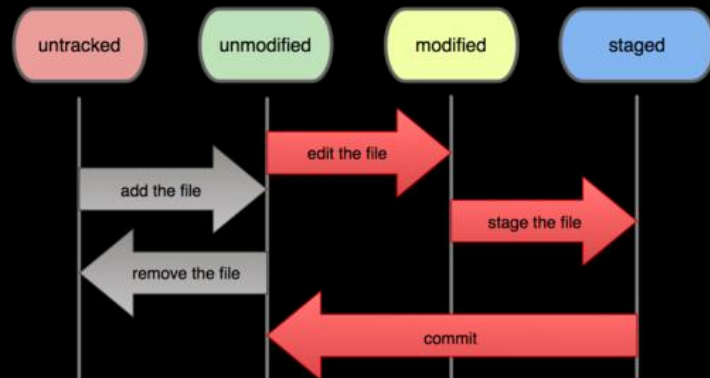 untracked
unmodified
modified
staged
edit the file
add the file
stage the file
remove the file
commit